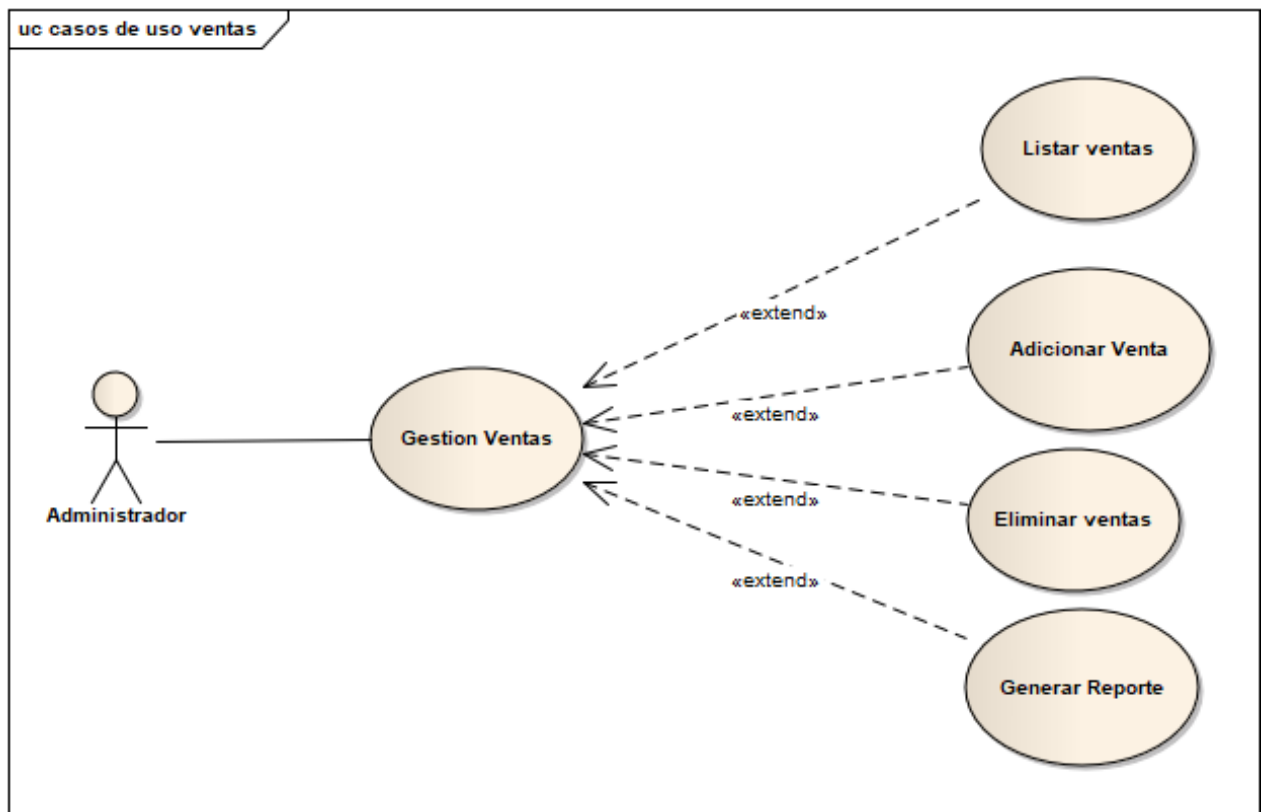 uc casos de uso ventas
Listar ventas
«extend»
Adicionar Venta
«extend»
Gestion Ventas
«extend»
Eliminar ventas
Administrador
«extend»
Generar Reporte